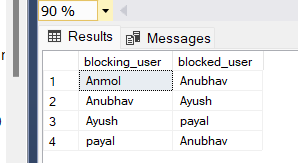 90 %
Results Messages
blocking_user blocked_user
1 Anmol Anubhav
2 Anubhav Ayush
3 Ayush payal
4 payal Anubhav